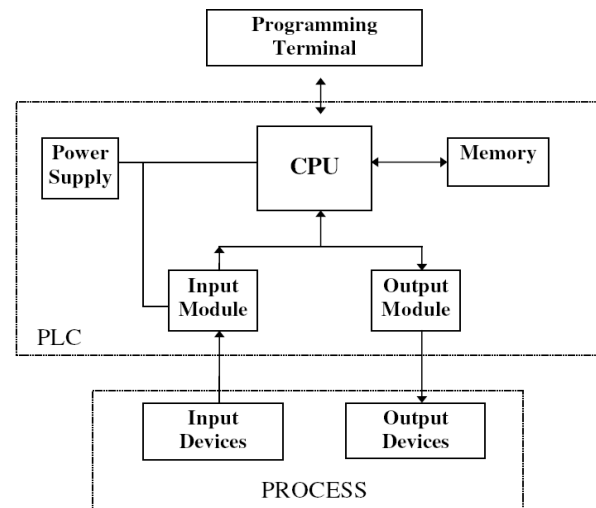 Programming
Terminal
Power
Supply
CPU
Memory
Input
Module
Output
Module
PLC
Input
Devices
Output
Devices
PROCESS